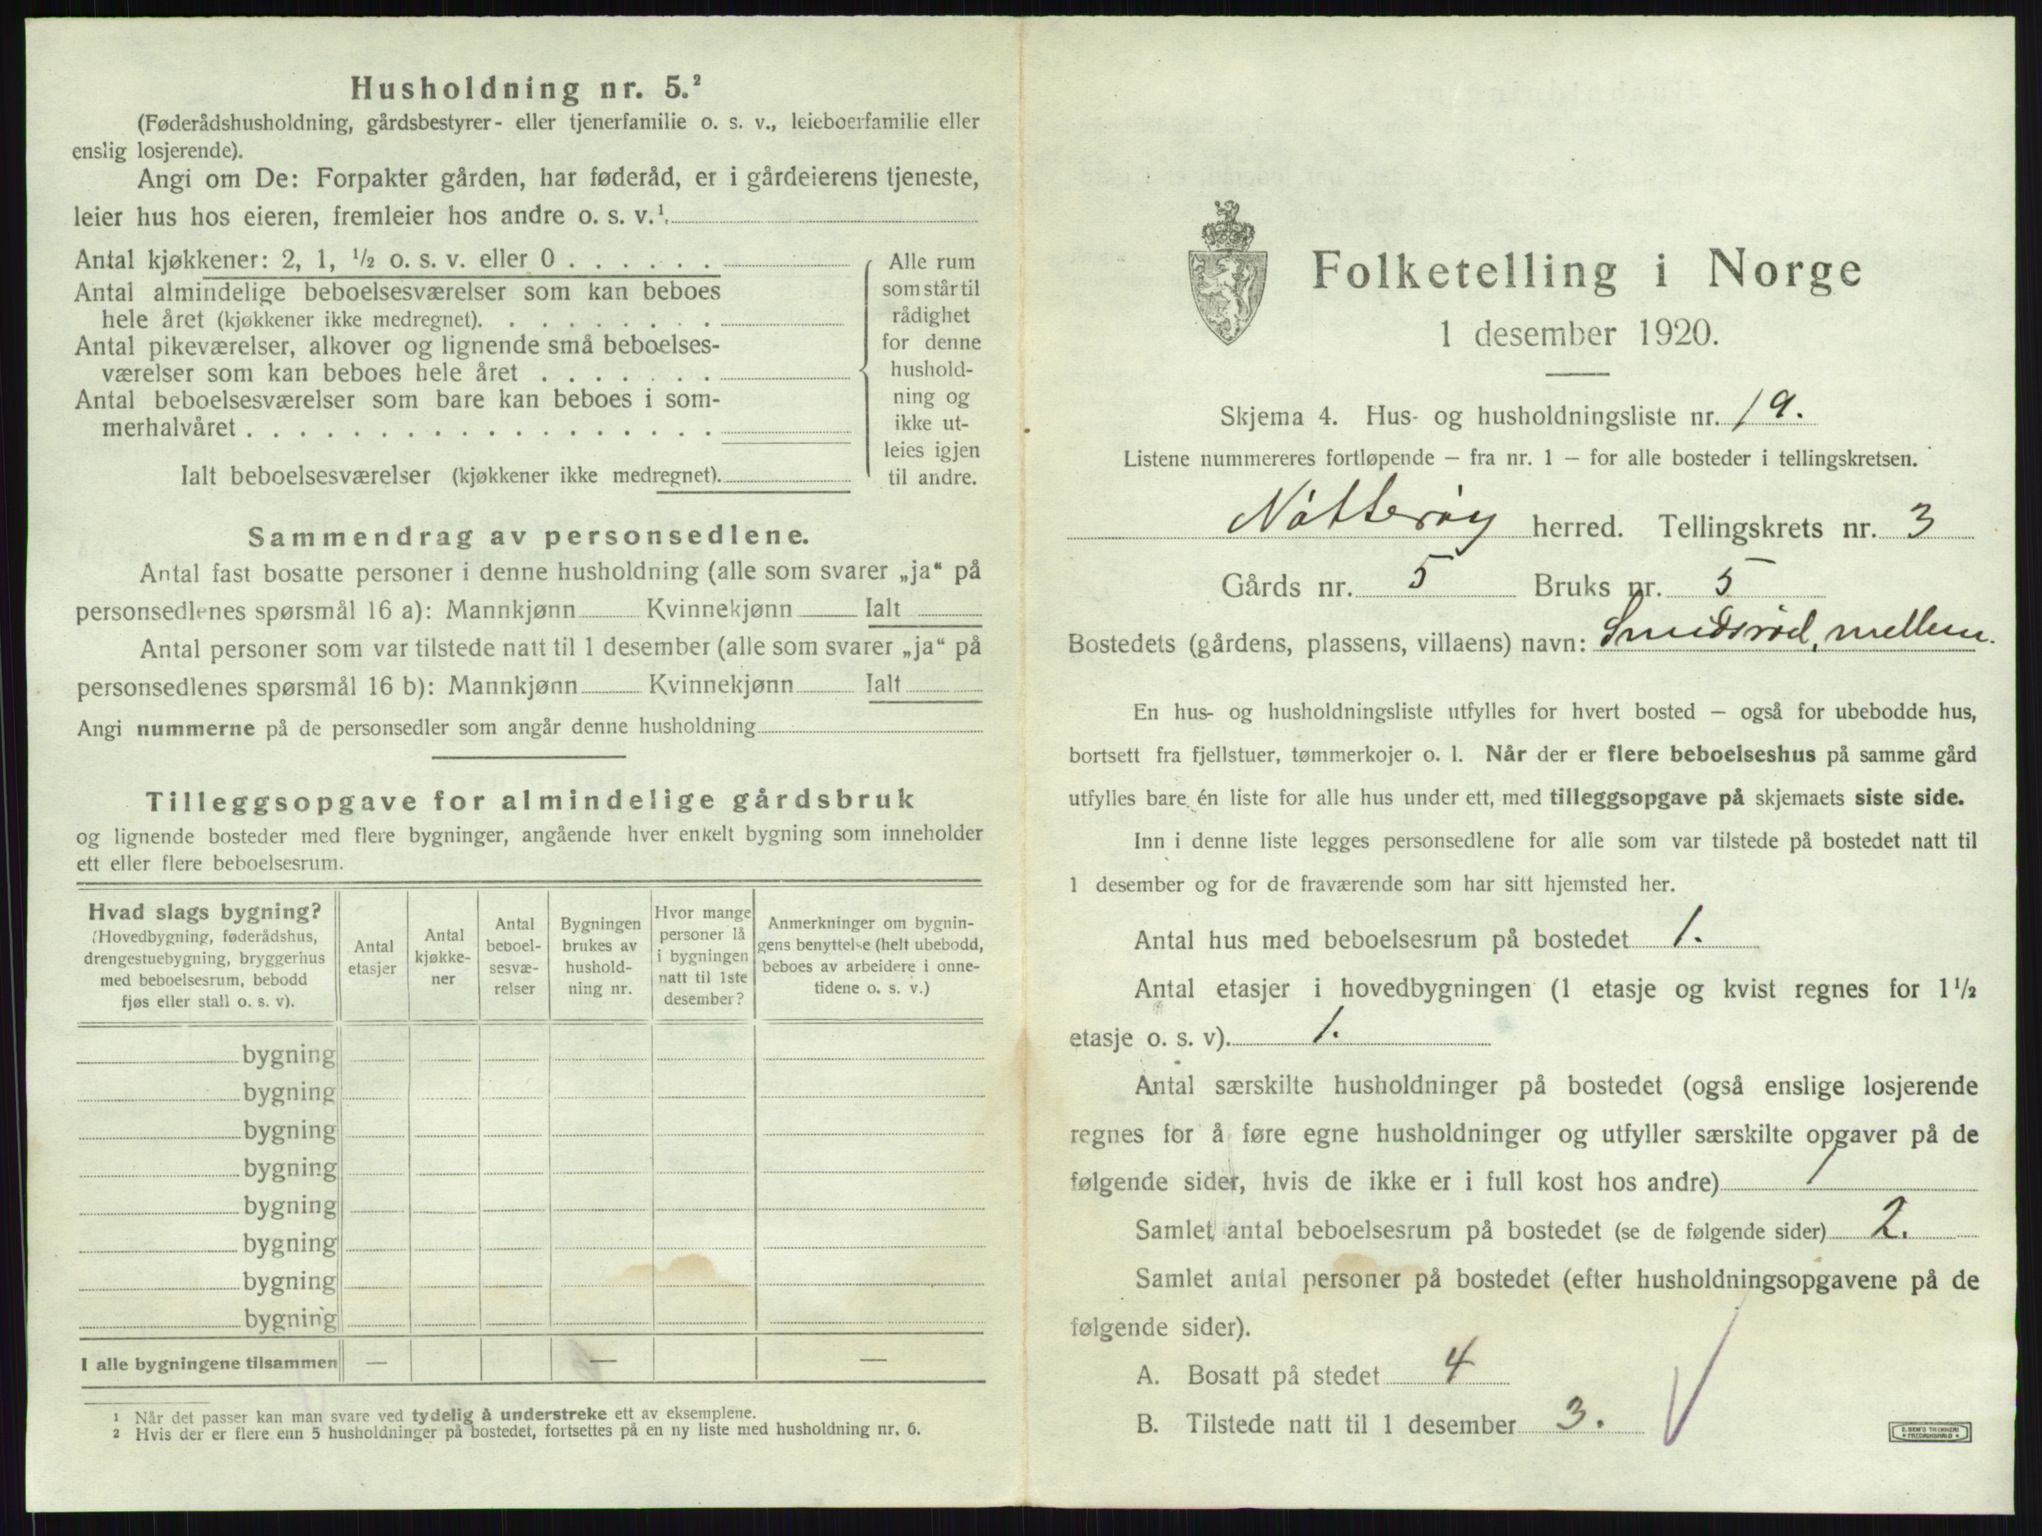 Husholdning nr. 5.²
(Føderådshusholdning, gårdsbestyrer- eller tjenerfamilie o. s. v., leieboerfamilie eller
enslig losjerende).
Angi om De: Forpakter gården, har føderåd, er i gårdeierens tjeneste,
leier hus hos eieren, fremleier hos andre o. s. v.¹.
Antal kjøkkener: 2, 1, ½ o. s. v. eller 0 . . . . . .
Antal almindelige beboelsesværelser som kan beboes
hele året (kjøkkener ikke medregnet). . . . . . . . .
Antal pikeværelser, alkover og lignende små beboelses-
værelser som kan beboes hele året . . . . . . .
Antal beboelsesværelser som bare kan beboes i som-
merhalvåret . . . . . . . . . . . . . . . . . .
Ialt beboelsesværelser (kjøkkener ikke medregnet).
Alle rum
som står til
rådighet
for denne
hushold-
ning og
ikke ut-
leies igjen
til andre.
Sammendrag av personsedlene.
Antal fast bosatte personer i denne husholdning (alle som svarer „ja“ på
personsedlenes spørsmål 16 a): Mannkjønn Kvinnekjønn Ialt
Antal personer som var tilstede natt til 1 desember (alle som svarer „ja“ på
personsedlenes spørsmål 16 b): Mannkjønn Kvinnekjønn Ialt
Angi nummerne på de personsedler som angår denne husholdning
Tilleggsopgave for almindelige gårdsbruk
og lignende bosteder med flere bygninger, angående hver enkelt bygning som inneholder
ett eller flere beboelsesrum.
Hvad slags bygning?
(Hovedbygning, føderådshus,
drengestuebygning, bryggerhus
med beboelsesrum, bebodd
fjøs eller stall o. s. v).
Antal
etasjer
Antal
kjøkke-
ner
Antal
beboel-
sesvæ-
relser
Bygningen
brukes av
hushold-
ning nr.
Hvor mange
personer lå
i bygningen
natt til 1ste
desember?
Anmerkninger om bygnin-
gens benyttelse (helt ubebodd,
beboes av arbeidere i onne-
tidene o. s. v.)
bygning
bygning
bygning
bygning
bygning
bygning
bygning
bygning
I alle bygningene tilsammen — — —
¹ Når det passer kan man svare ved tydelig å understreke ett av eksemplene.
² Hvis der er flere enn 5 husholdninger på bostedet, fortsettes på en ny liste med husholdning nr. 6.
Folketelling i Norge
1 desember 1920.
Skjema 4. Hus- og husholdningsliste nr. 19.
Listene nummereres fortløpende – fra nr. 1 – for alle bosteder i tellingskretsen.
Nøtterøy herred. Tellingskrets nr. 3
Gårds nr. 5 Bruks nr. 5
Bostedets (gårdens, plassens, villaens) navn: Smidsrød, mellem.
En hus- og husholdningsliste utfylles for hvert bosted – også for ubebodde hus,
bortsett fra fjellstuer, tømmerkojer o. l. Når der er flere beboelseshus på samme gård
utfylles bare én liste for alle hus under ett, med tilleggsopgave på skjemaets siste side.
Inn i denne liste legges personsedlene for alle som var tilstede på bostedet natt til
1 desember og for de fraværende som har sitt hjemsted her.
Antal hus med beboelsesrum på bostedet 1.
Antal etasjer i hovedbygningen (1 etasje og kvist regnes for 1½
etasje o. s. v). 1.
Antal særskilte husholdninger på bostedet (også enslige losjerende
regnes for å føre egne husholdninger og utfyller særskilte opgaver på de
følgende sider, hvis de ikke er i full kost hos andre) 1
Samlet antal beboelsesrum på bostedet (se de følgende sider) 2.
Samlet antal personer på bostedet (efter husholdningsopgavene på de
følgende sider).
A. Bosatt på stedet 4
B. Tilstede natt til 1 desember 3.